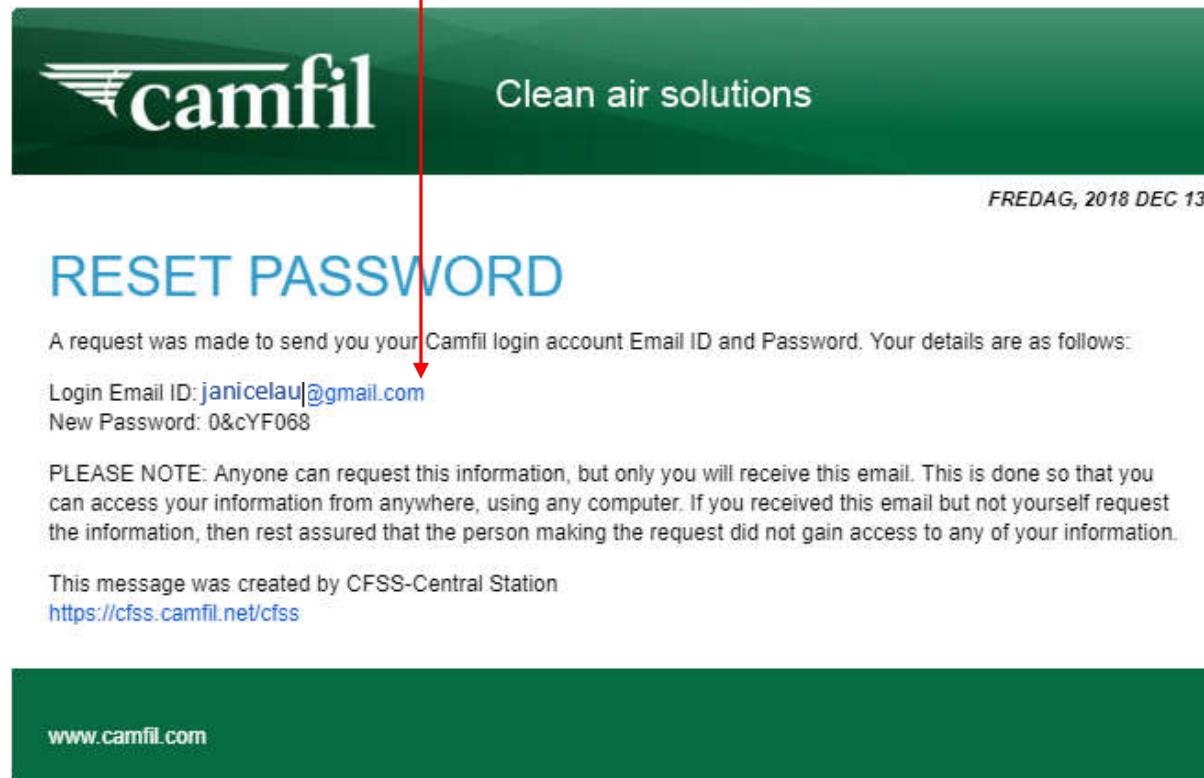 camfil
Clean air solutions
FREDAG, 2018 DEC 13
RESET PASSWORD
A request was made to send you your Camfil login account Email ID and Password. Your details are as follows:
Login Email ID: janicelau@gmail.com
New Password: 0&cYF068
PLEASE NOTE: Anyone can request this information, but only you will receive this email. This is done so that you
can access your information from anywhere, using any computer. If you received this email but not yourself request
the information, then rest assured that the person making the request did not gain access to any of your information.
This message was created by CFSS-Central Station
https://cfss.camfil.net/cfss
www.camfil.com